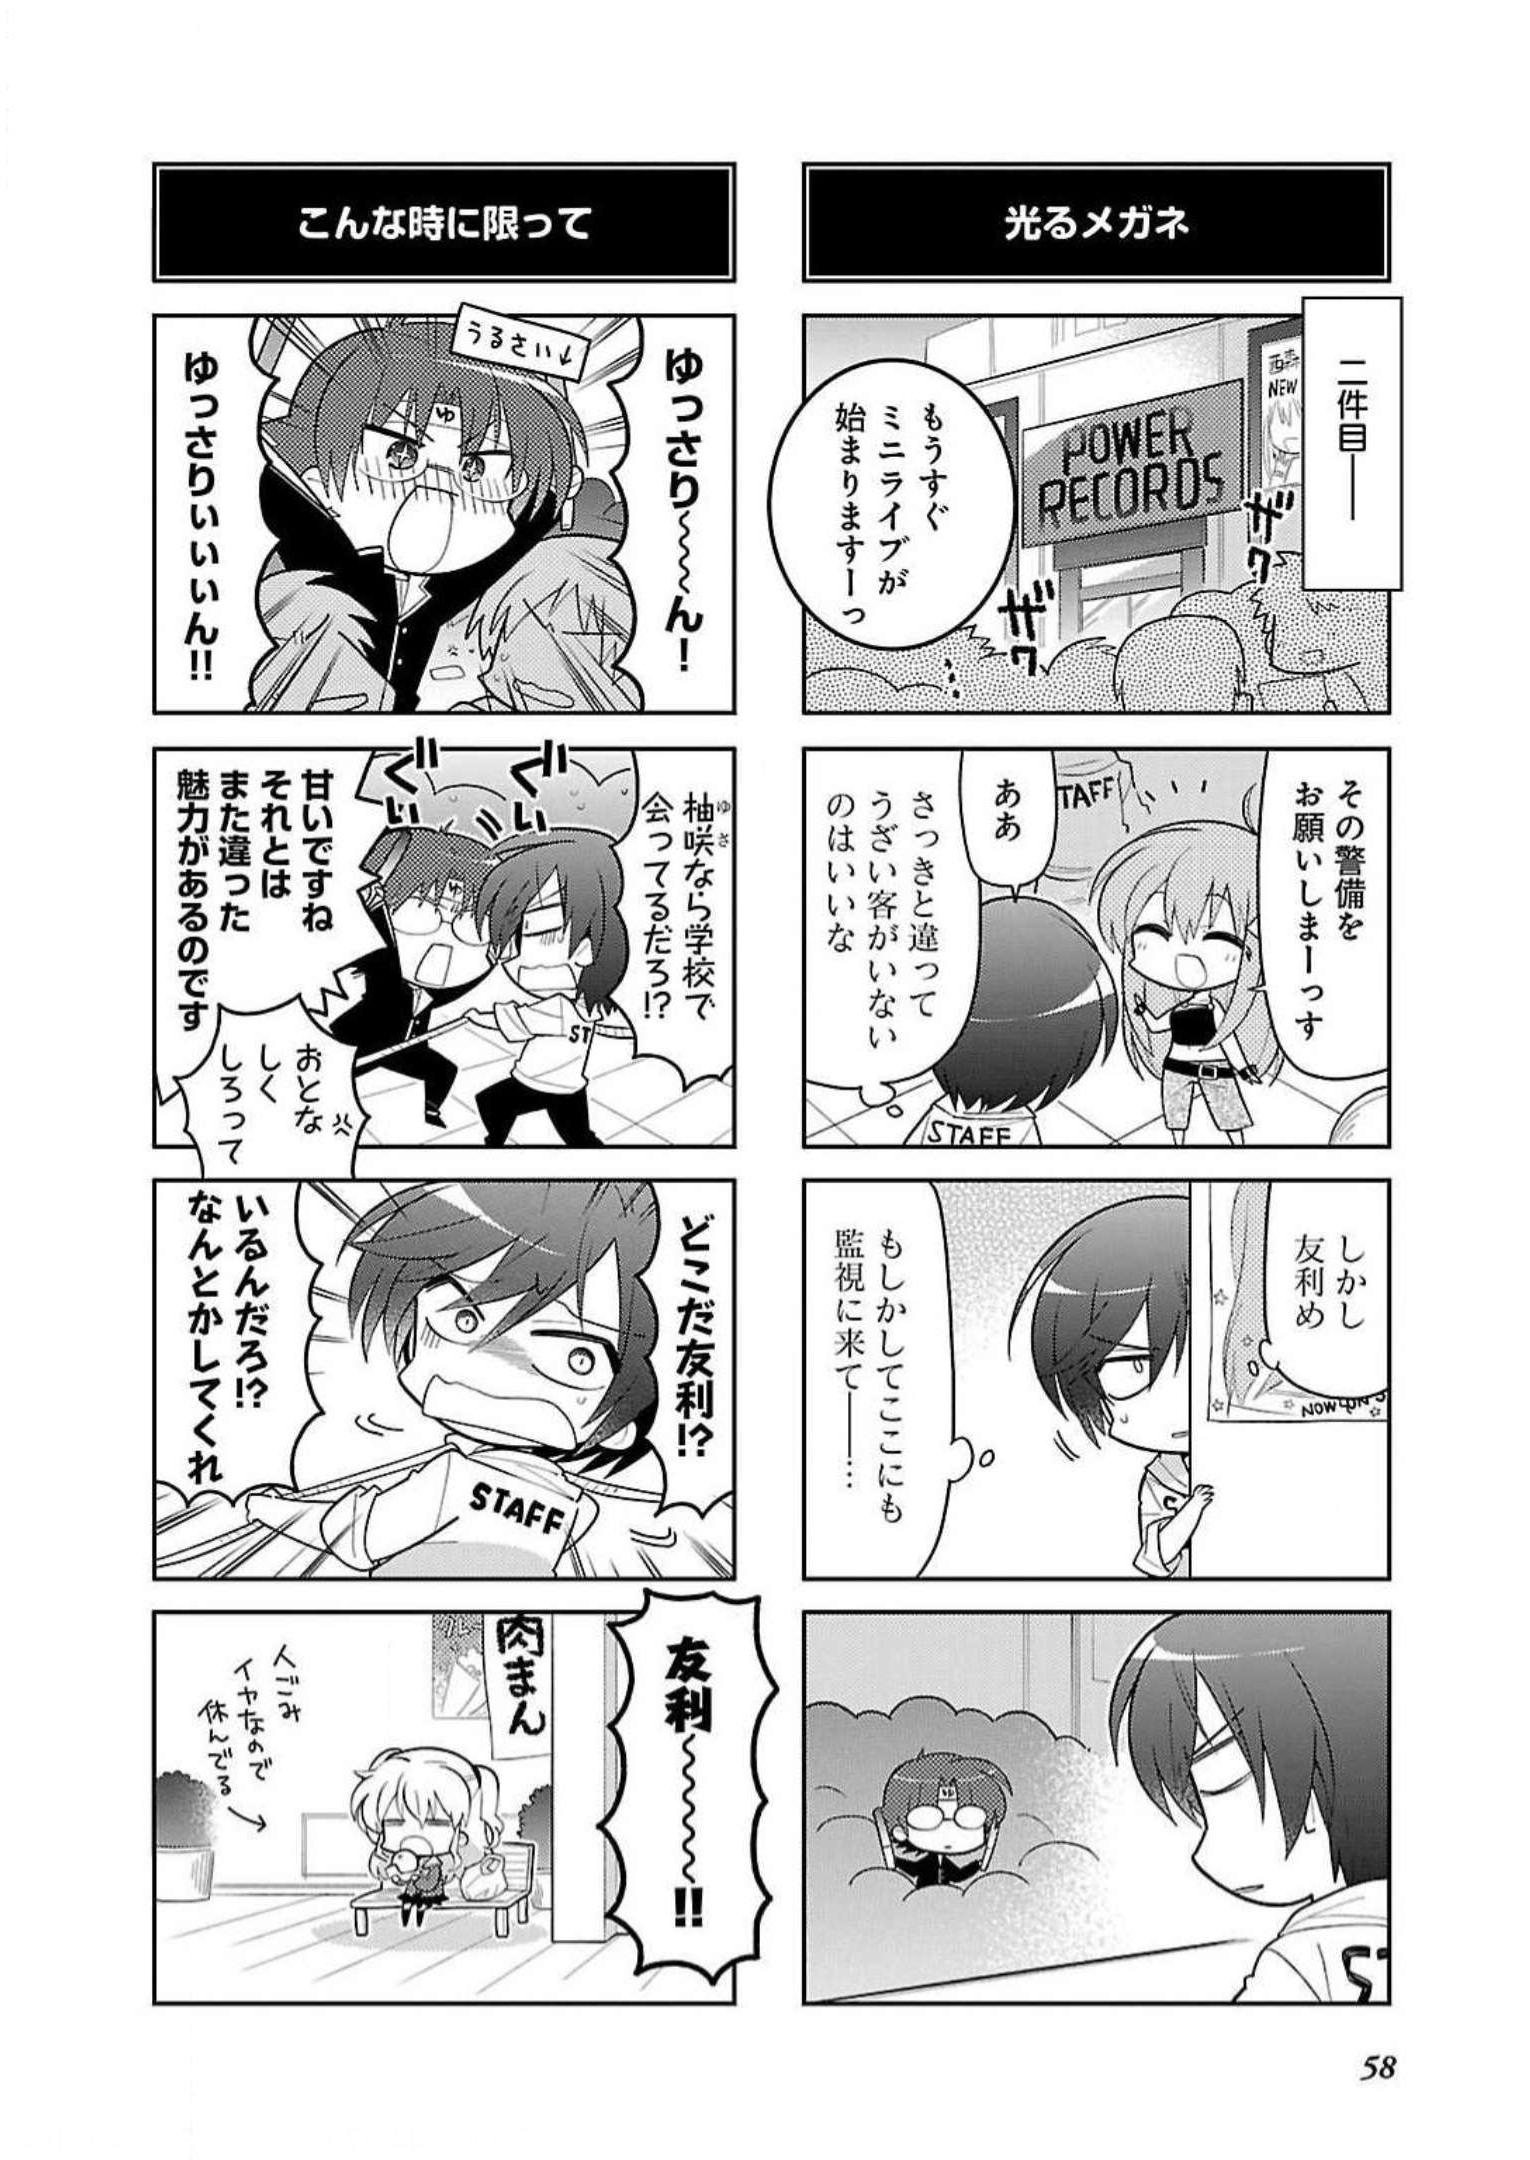 光るメガネ
二件目――
もうすぐ
ミニライブが
始まりますーっ
POWER
RECORDS
西森
NEW
ザワ
ザワ
その警備を
お願いしまーっす
ああ
さっきと違って
うざい客がいない
のはいいな
TAFF
STAFF
しかし
友利め
もしかしてここにも
監視に来て――…
NOW ON
S
ST
こんな時に限って
うるさい↓
ゆ
ゆっさり～～～ん!
ゆっさりぃぃぃん!!
柚咲なら学校で
ゆさ
会ってるだろ!?
ぐい
ぐい
ゆ
ST
甘いですね
それとは
また違った
魅力があるのです
おとな
しく
しろって
どこだ友利!?
いるんだろ!?
なんとかしてくれ
STAFF
友利～～～～!!
肉まん
人ごみ
イヤなので
休んでる→
58